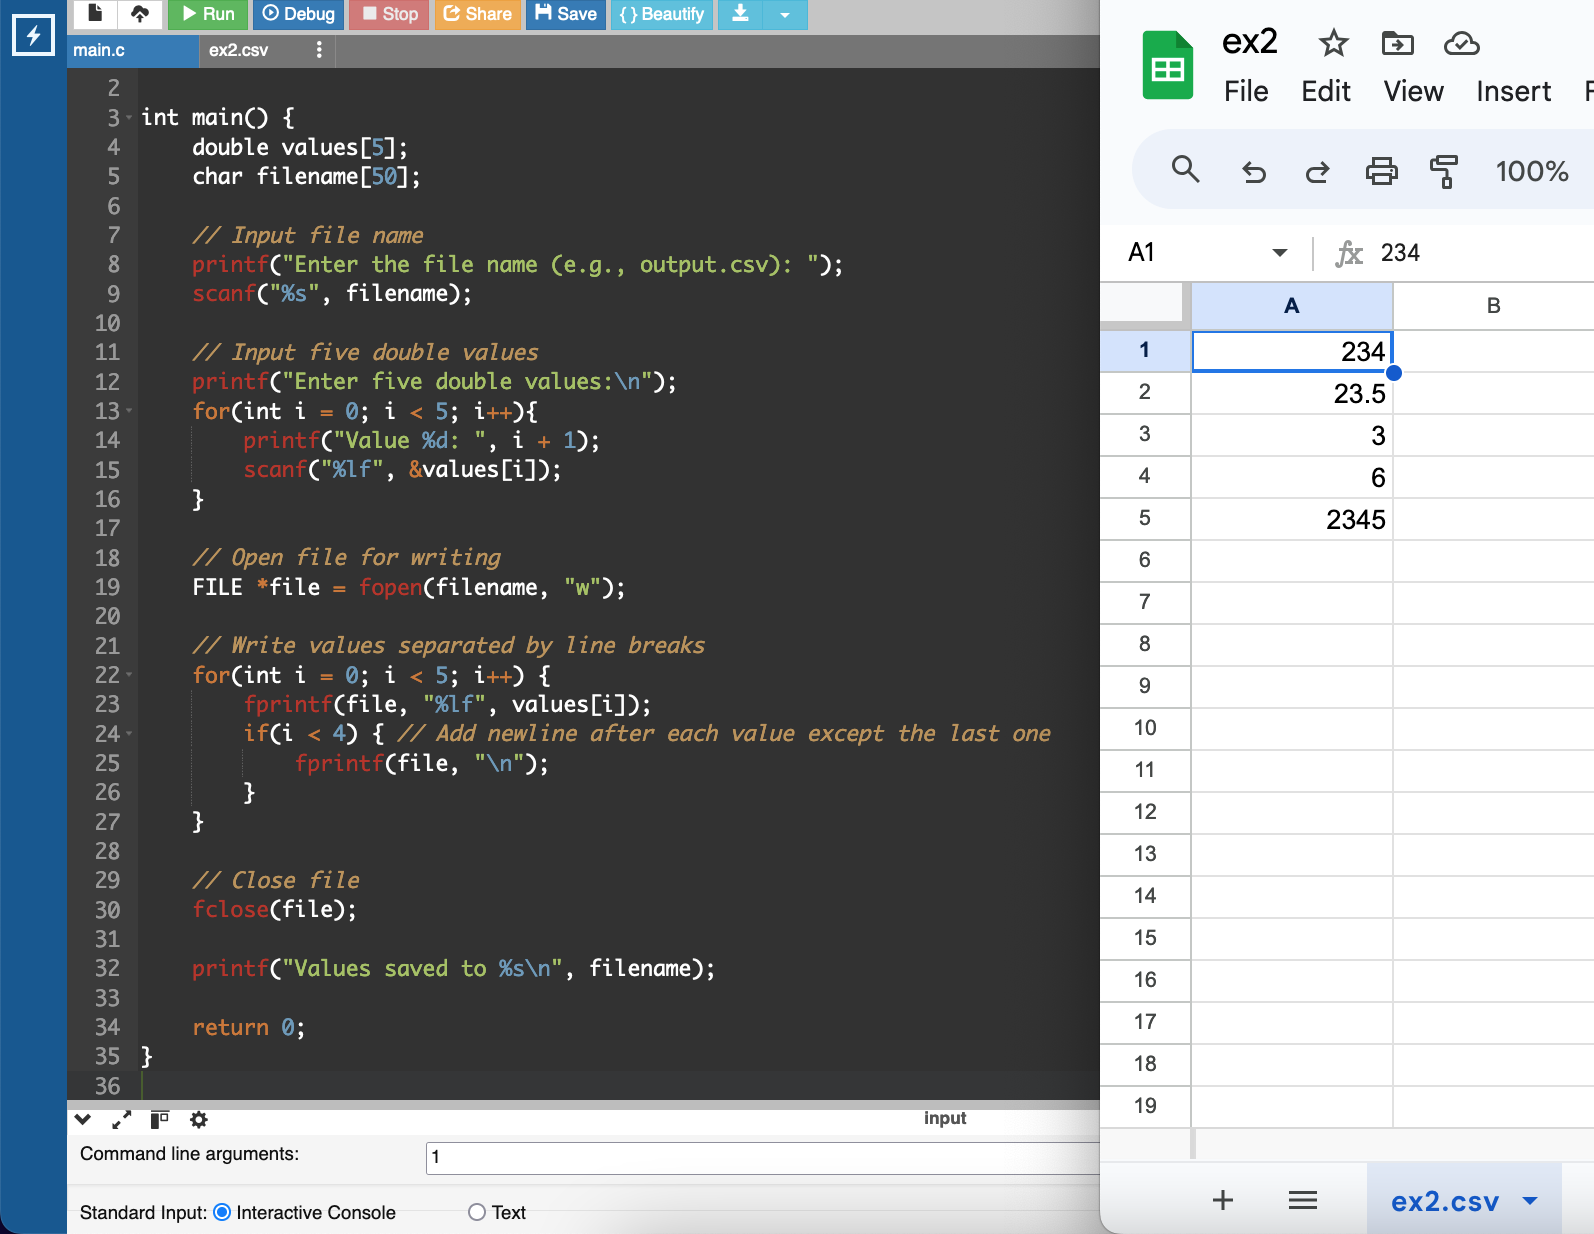 Run Debug Stop Share Save { } Beautify
main.c ex2.csv
2
3 int main() {
4 double values[5];
5 char filename[50];
6
7 // Input file name
8 printf("Enter the file name (e.g., output.csv): ");
9 scanf("%s", filename);
10
11 // Input five double values
12 printf("Enter five double values:\n");
13 for(int i = 0; i < 5; i++){
14 printf("Value %d: ", i + 1);
15 scanf("%lf", &values[i]);
16 }
17
18 // Open file for writing
19 FILE *file = fopen(filename, "w");
20
21 // Write values separated by line breaks
22 for(int i = 0; i < 5; i++) {
23 fprintf(file, "%lf", values[i]);
24 if(i < 4) { // Add newline after each value except the last one
25 fprintf(file, "\n");
26 }
27 }
28
29 // Close file
30 fclose(file);
31
32 printf("Values saved to %s\n", filename);
33
34 return 0;
35 }
36
input
Command line arguments: 1
Standard Input: Interactive Console Text
ex2
File Edit View Insert
100%
A1 fx 234
A B
1 234
2 23.5
3 3
4 6
5 2345
6
7
8
9
10
11
12
13
14
15
16
17
18
19
+ ex2.csv